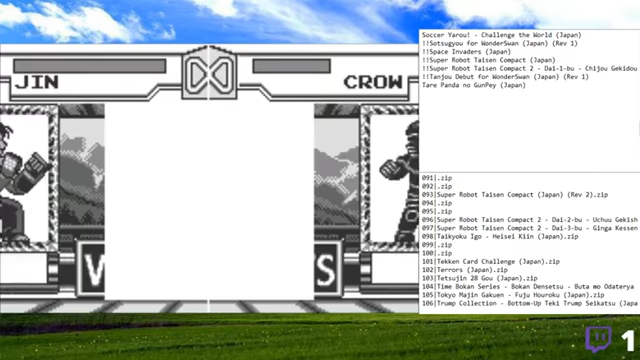 Soccer Yarou! - Challenge the World (Japan)
!!Sotsugyou for WonderSwan (Japan) (Rev 1)
!!Space Invaders (Japan)
!!Super Robot Taisen Compact (Japan)
!!Super Robot Taisen Compact 2 - Dai-1-bu - Chijou Gekidou
!!Tanjou Debut for WonderSwan (Japan) (Rev 1)
Tare Panda no GunPey (Japan)
JIN
CROW
V
S
091|.zip
092|.zip
093|Super Robot Taisen Compact (Japan) (Rev 2).zip
094|.zip
095|.zip
096|Super Robot Taisen Compact 2 - Dai-2-bu - Uchuu Gekish
097|Super Robot Taisen Compact 2 - Dai-3-bu - Ginga Kessen
098|Taikyoku Igo - Heisei Kiin (Japan).zip
099|.zip
100|.zip
101|Tekken Card Challenge (Japan).zip
102|Terrors (Japan).zip
103|Tetsujin 28 Gou (Japan).zip
104|Time Bokan Series - Bokan Densetsu - Buta mo Odaterya
105|Tokyo Majin Gakuen - Fuju Houroku (Japan).zip
106|Trump Collection - Bottom-Up Teki Trump Seikatsu (Japa
1